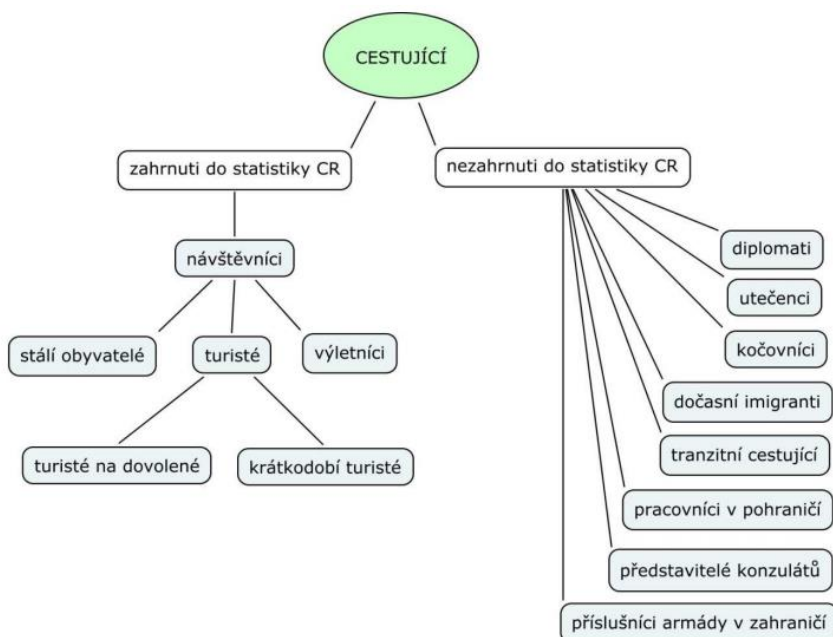 CESTUJÍCÍ
zahrnuti do statistiky CR
nezahrnuti do statistiky CR
návštěvníci
stálí obyvatelé
turisté
výletníci
turisté na dovolené
krátkodobí turisté
diplomati
utečenci
kočovníci
dočasní imigranti
tranzitní cestující
pracovníci v pohraničí
představitelé konzulátů
příslušníci armády v zahraničí